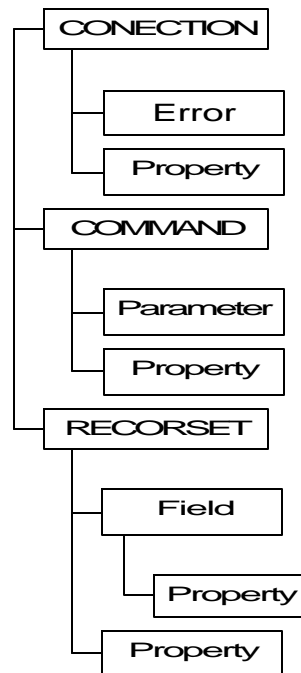 CONECTION
Error
Property
COMMAND
Parameter
Property
RECORSET
Field
Property
Property